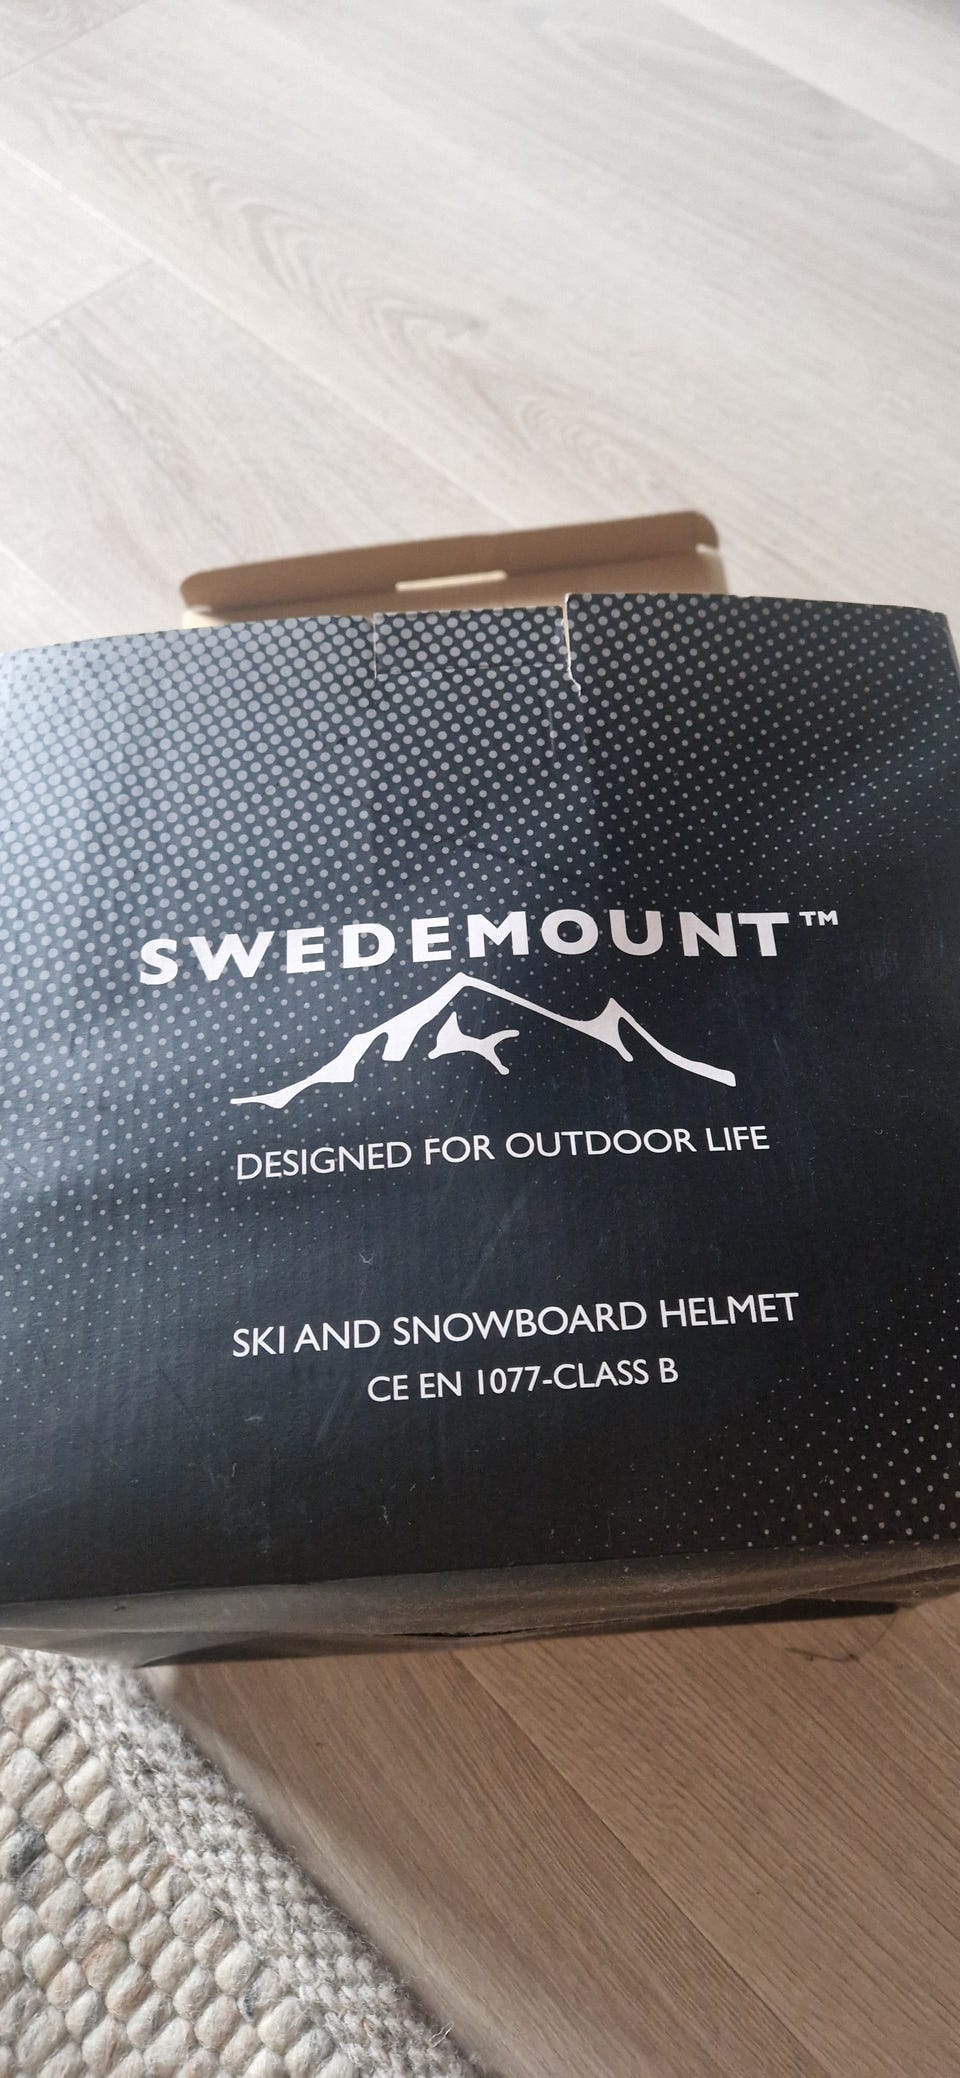 SWEDEMOUNT™
DESIGNED FOR OUTDOOR LIFE
SKI AND SNOWBOARD HELMET
CE EN 1077-CLASS B